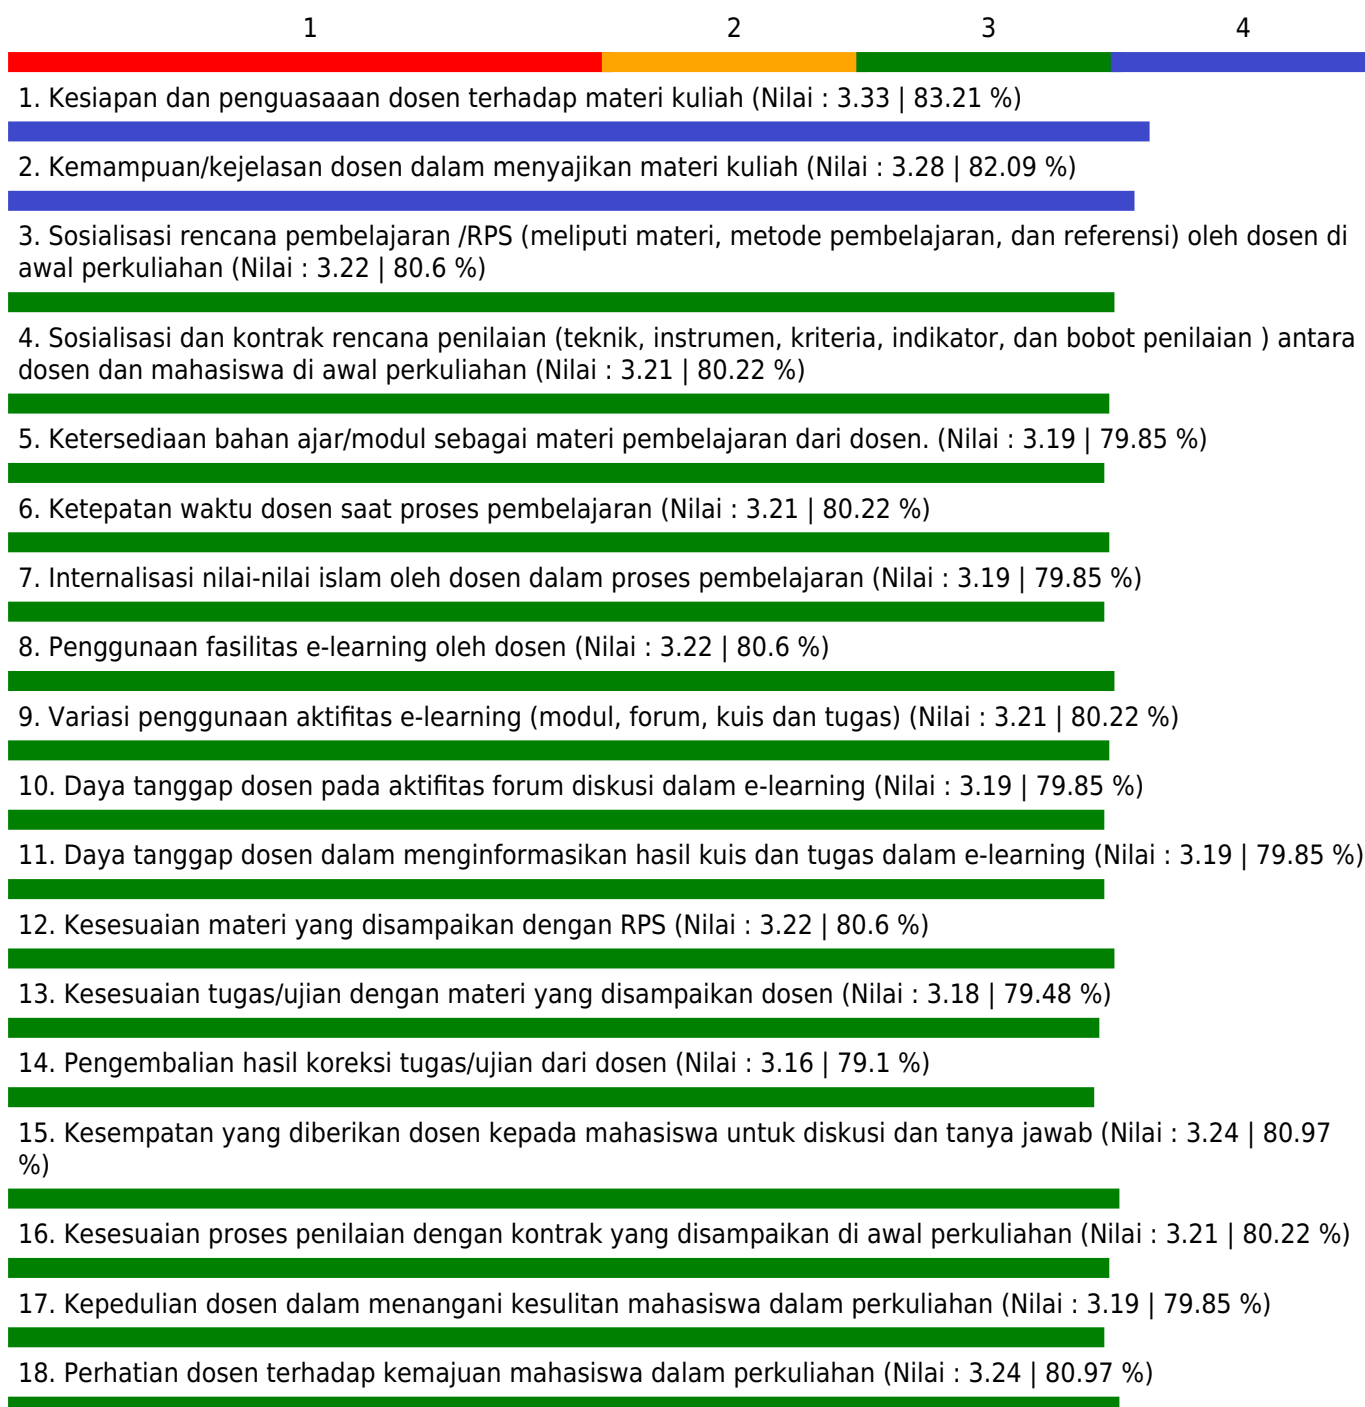 1 2 3 4
1. Kesiapan dan penguasaaan dosen terhadap materi kuliah (Nilai : 3.33 | 83.21 %)
2. Kemampuan/kejelasan dosen dalam menyajikan materi kuliah (Nilai : 3.28 | 82.09 %)
3. Sosialisasi rencana pembelajaran /RPS (meliputi materi, metode pembelajaran, dan referensi) oleh dosen di
awal perkuliahan (Nilai : 3.22 | 80.6 %)
4. Sosialisasi dan kontrak rencana penilaian (teknik, instrumen, kriteria, indikator, dan bobot penilaian ) antara
dosen dan mahasiswa di awal perkuliahan (Nilai : 3.21 | 80.22 %)
5. Ketersediaan bahan ajar/modul sebagai materi pembelajaran dari dosen. (Nilai : 3.19 | 79.85 %)
6. Ketepatan waktu dosen saat proses pembelajaran (Nilai : 3.21 | 80.22 %)
7. Internalisasi nilai-nilai islam oleh dosen dalam proses pembelajaran (Nilai : 3.19 | 79.85 %)
8. Penggunaan fasilitas e-learning oleh dosen (Nilai : 3.22 | 80.6 %)
9. Variasi penggunaan aktifitas e-learning (modul, forum, kuis dan tugas) (Nilai : 3.21 | 80.22 %)
10. Daya tanggap dosen pada aktifitas forum diskusi dalam e-learning (Nilai : 3.19 | 79.85 %)
11. Daya tanggap dosen dalam menginformasikan hasil kuis dan tugas dalam e-learning (Nilai : 3.19 | 79.85 %)
12. Kesesuaian materi yang disampaikan dengan RPS (Nilai : 3.22 | 80.6 %)
13. Kesesuaian tugas/ujian dengan materi yang disampaikan dosen (Nilai : 3.18 | 79.48 %)
14. Pengembalian hasil koreksi tugas/ujian dari dosen (Nilai : 3.16 | 79.1 %)
15. Kesempatan yang diberikan dosen kepada mahasiswa untuk diskusi dan tanya jawab (Nilai : 3.24 | 80.97
%)
16. Kesesuaian proses penilaian dengan kontrak yang disampaikan di awal perkuliahan (Nilai : 3.21 | 80.22 %)
17. Kepedulian dosen dalam menangani kesulitan mahasiswa dalam perkuliahan (Nilai : 3.19 | 79.85 %)
18. Perhatian dosen terhadap kemajuan mahasiswa dalam perkuliahan (Nilai : 3.24 | 80.97 %)